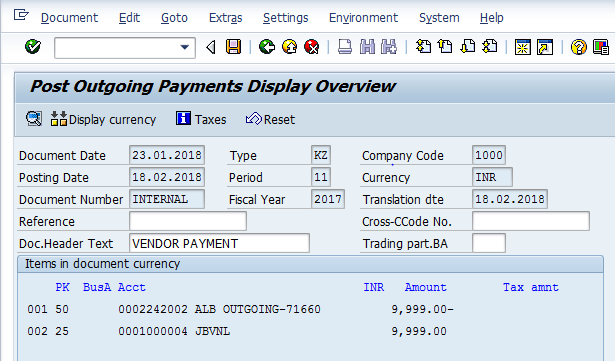 Document Edit Goto Extras Settings Environment System Help
Post Outgoing Payments Display Overview
Display currency Taxes Reset
Document Date 23.01.2018 Type KZ Company Code 1000
Posting Date 18.02.2018 Period 11 Currency INR
Document Number INTERNAL Fiscal Year 2017 Translation dte 18.02.2018
Reference Cross-CCode No.
Doc.Header Text VENDOR PAYMENT Trading part.BA
Items in document currency
PK BusA Acct INR Amount Tax amnt
001 50 0002242002 ALB OUTGOING-71660 9,999.00-
002 25 0001000004 JBVNL 9,999.00